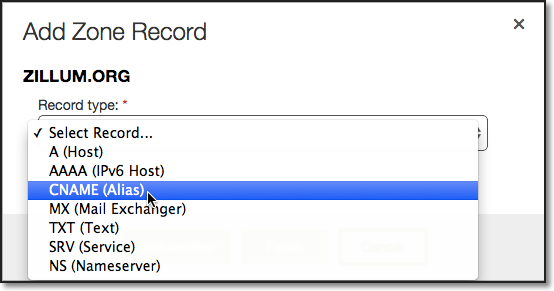 Add Zone Record
×
ZILLUM.ORG
Record type: *
✓ Select Record...
A (Host)
AAAA (IPv6 Host)
CNAME (Alias)
MX (Mail Exchanger)
TXT (Text)
SRV (Service)
NS (Nameserver)